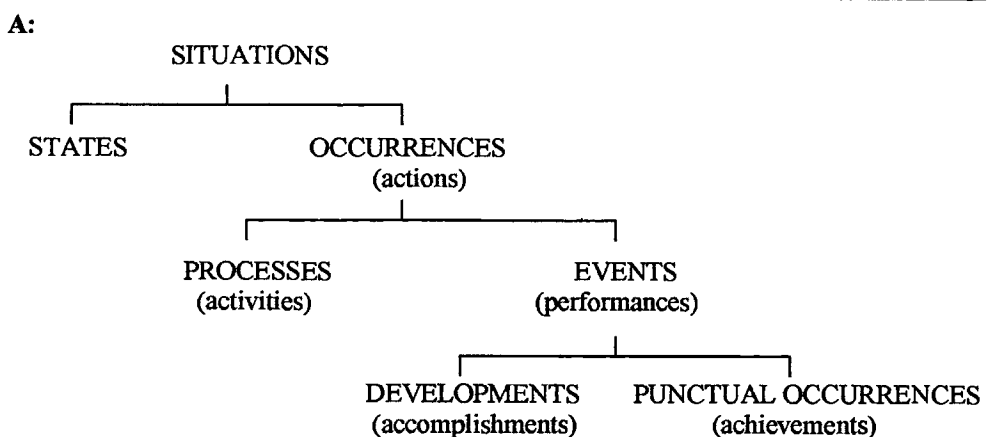 A:
SITUATIONS
STATES OCCURRENCES
(actions)
PROCESSES EVENTS
(activities) (performances)
DEVELOPMENTS PUNCTUAL OCCURRENCES
(accomplishments) (achievements)